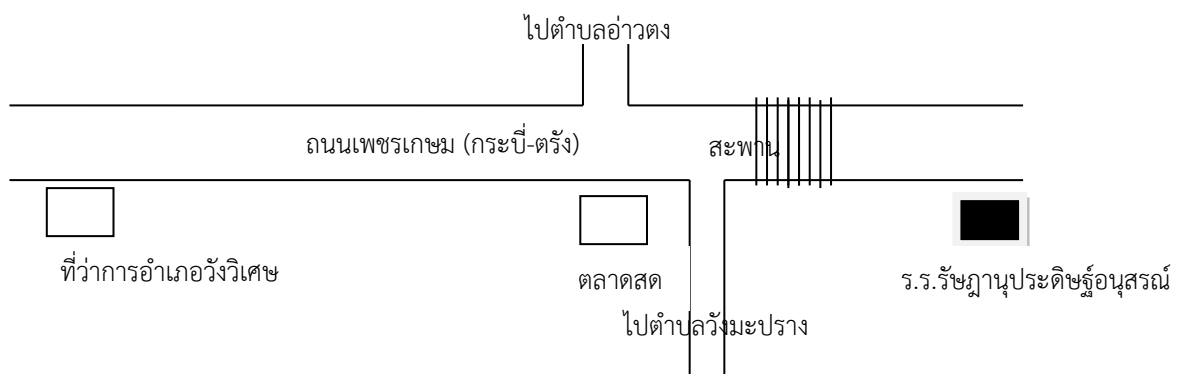 ไปตำบลอ่าวตง
ถนนเพชรเกษม (กระบี่-ตรัง)
สะพาน
ที่ว่าการอำเภอวังวิเศษ
ตลาดสด
ร.ร.รัษฎานุประดิษฐ์อนุสรณ์
ไปตำบลวังมะปราง